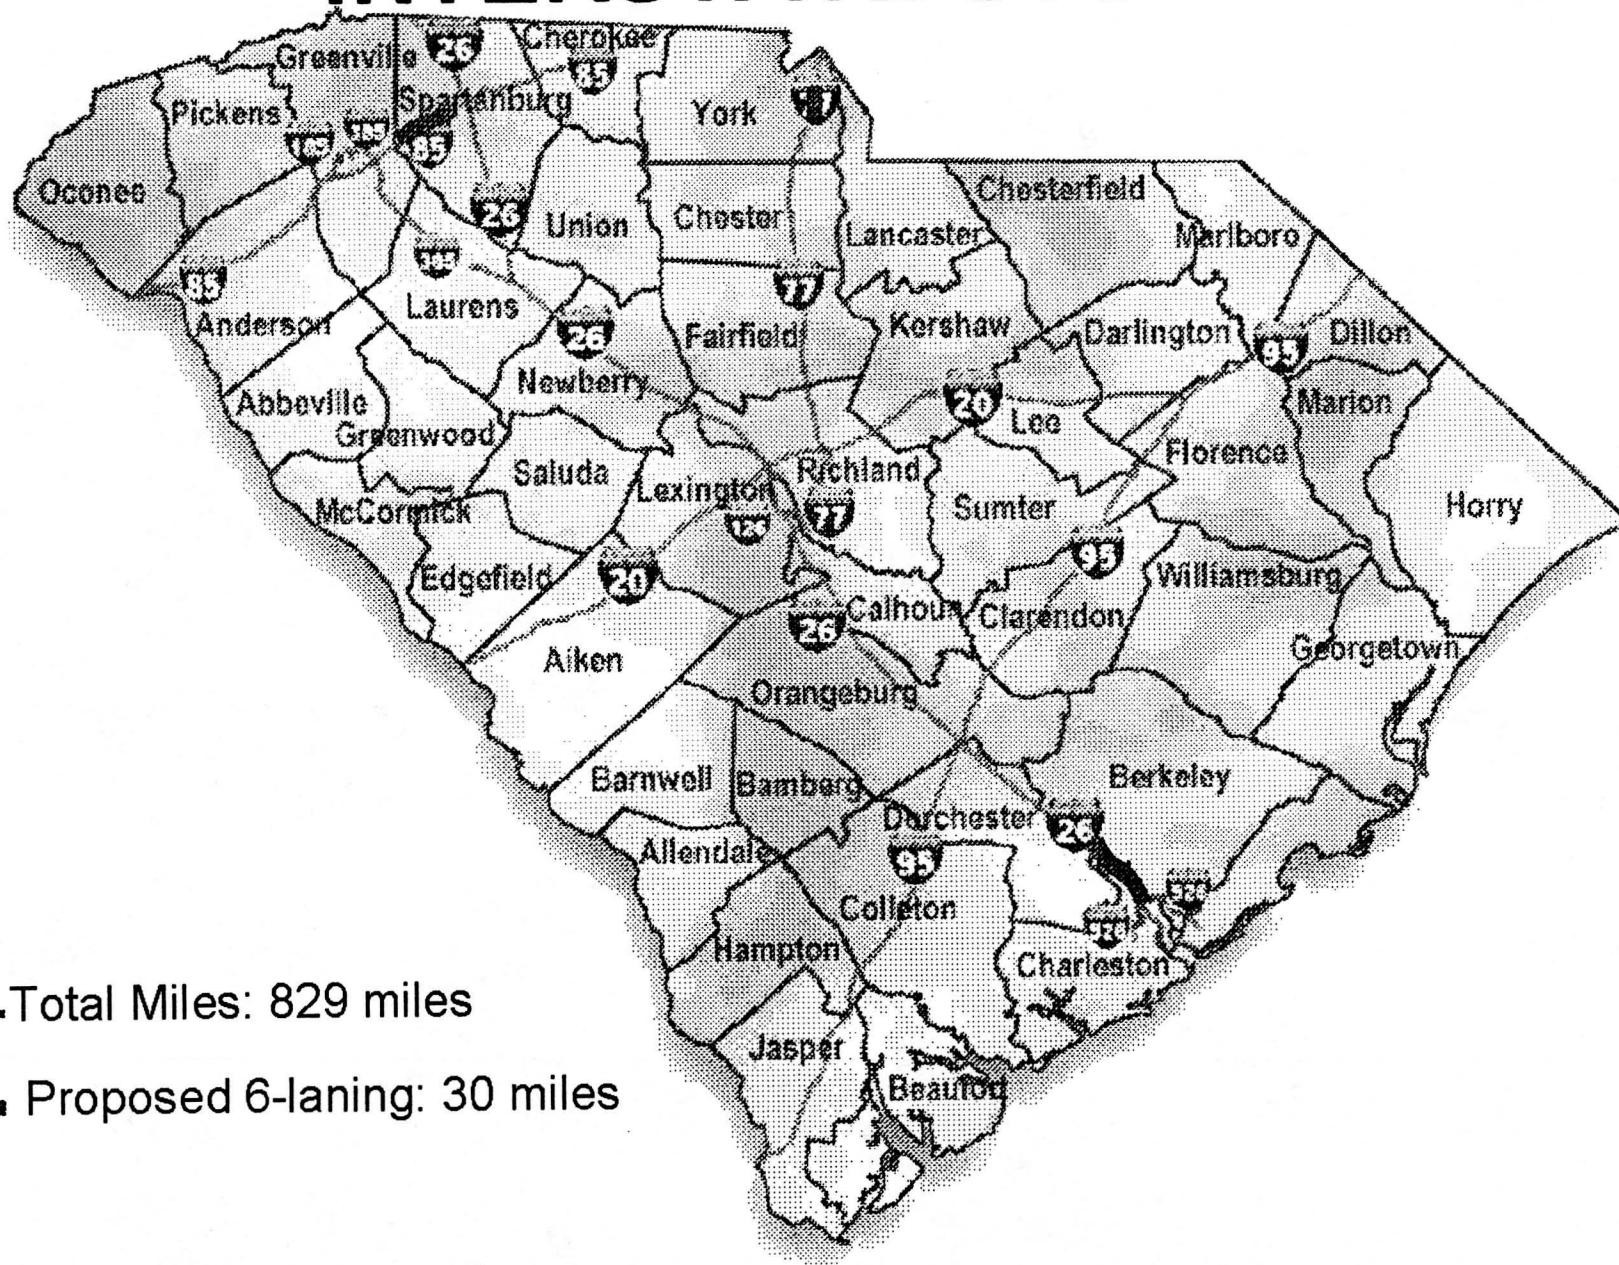 Greenville
26
Cherokee
85
Pickens
Spartanburg
York
77
185
385
85
Oconee
Chesterfield
26
Union
Chester
Lancaster
Marlboro
385
85
77
Anderson
Laurens
26
Fairfield
Kershaw
Darlington
95
Dillon
Newberry
Abbeville
20
Marion
Greenwood
Lee
Saluda
Richland
Florence
Lexington
McCormick
126
77
Sumter
Horry
20
Edgefield
95
Williamsburg
26
Calhoun
Clarendon
Aiken
Georgetown
Orangeburg
Barnwell
Bamberg
Berkeley
Dorchester
26
Allendale
95
526
Colleton
526
Hampton
Charleston
Total Miles: 829 miles
Jasper
Proposed 6-laning: 30 miles
Beaufort